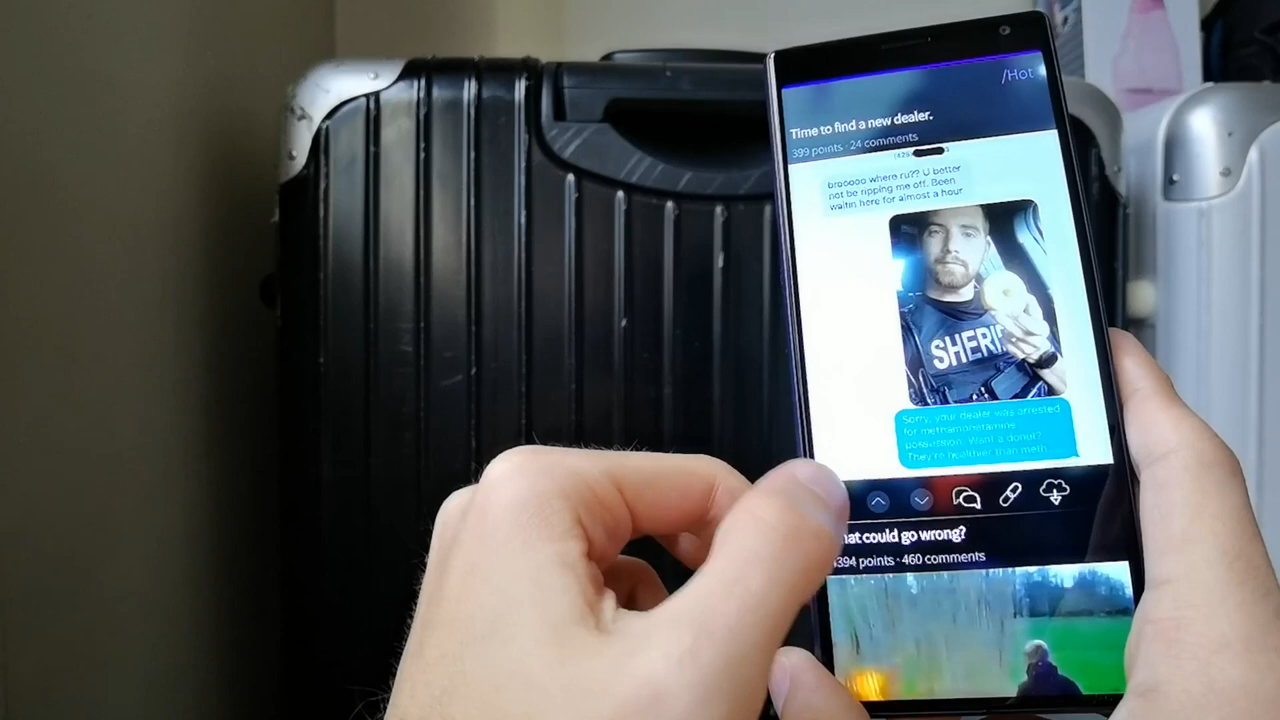 /Hot
Time to find a new dealer.
399 points · 24 comments
brooooo where ru?? U better
not be ripping me off. Been
waitin here for almost a hour
SHERI
Sorry, your dealer was arrested
for methamphetamine
possession. Want a donut?
They're healthier than meth.
at could go wrong?
394 points · 460 comments